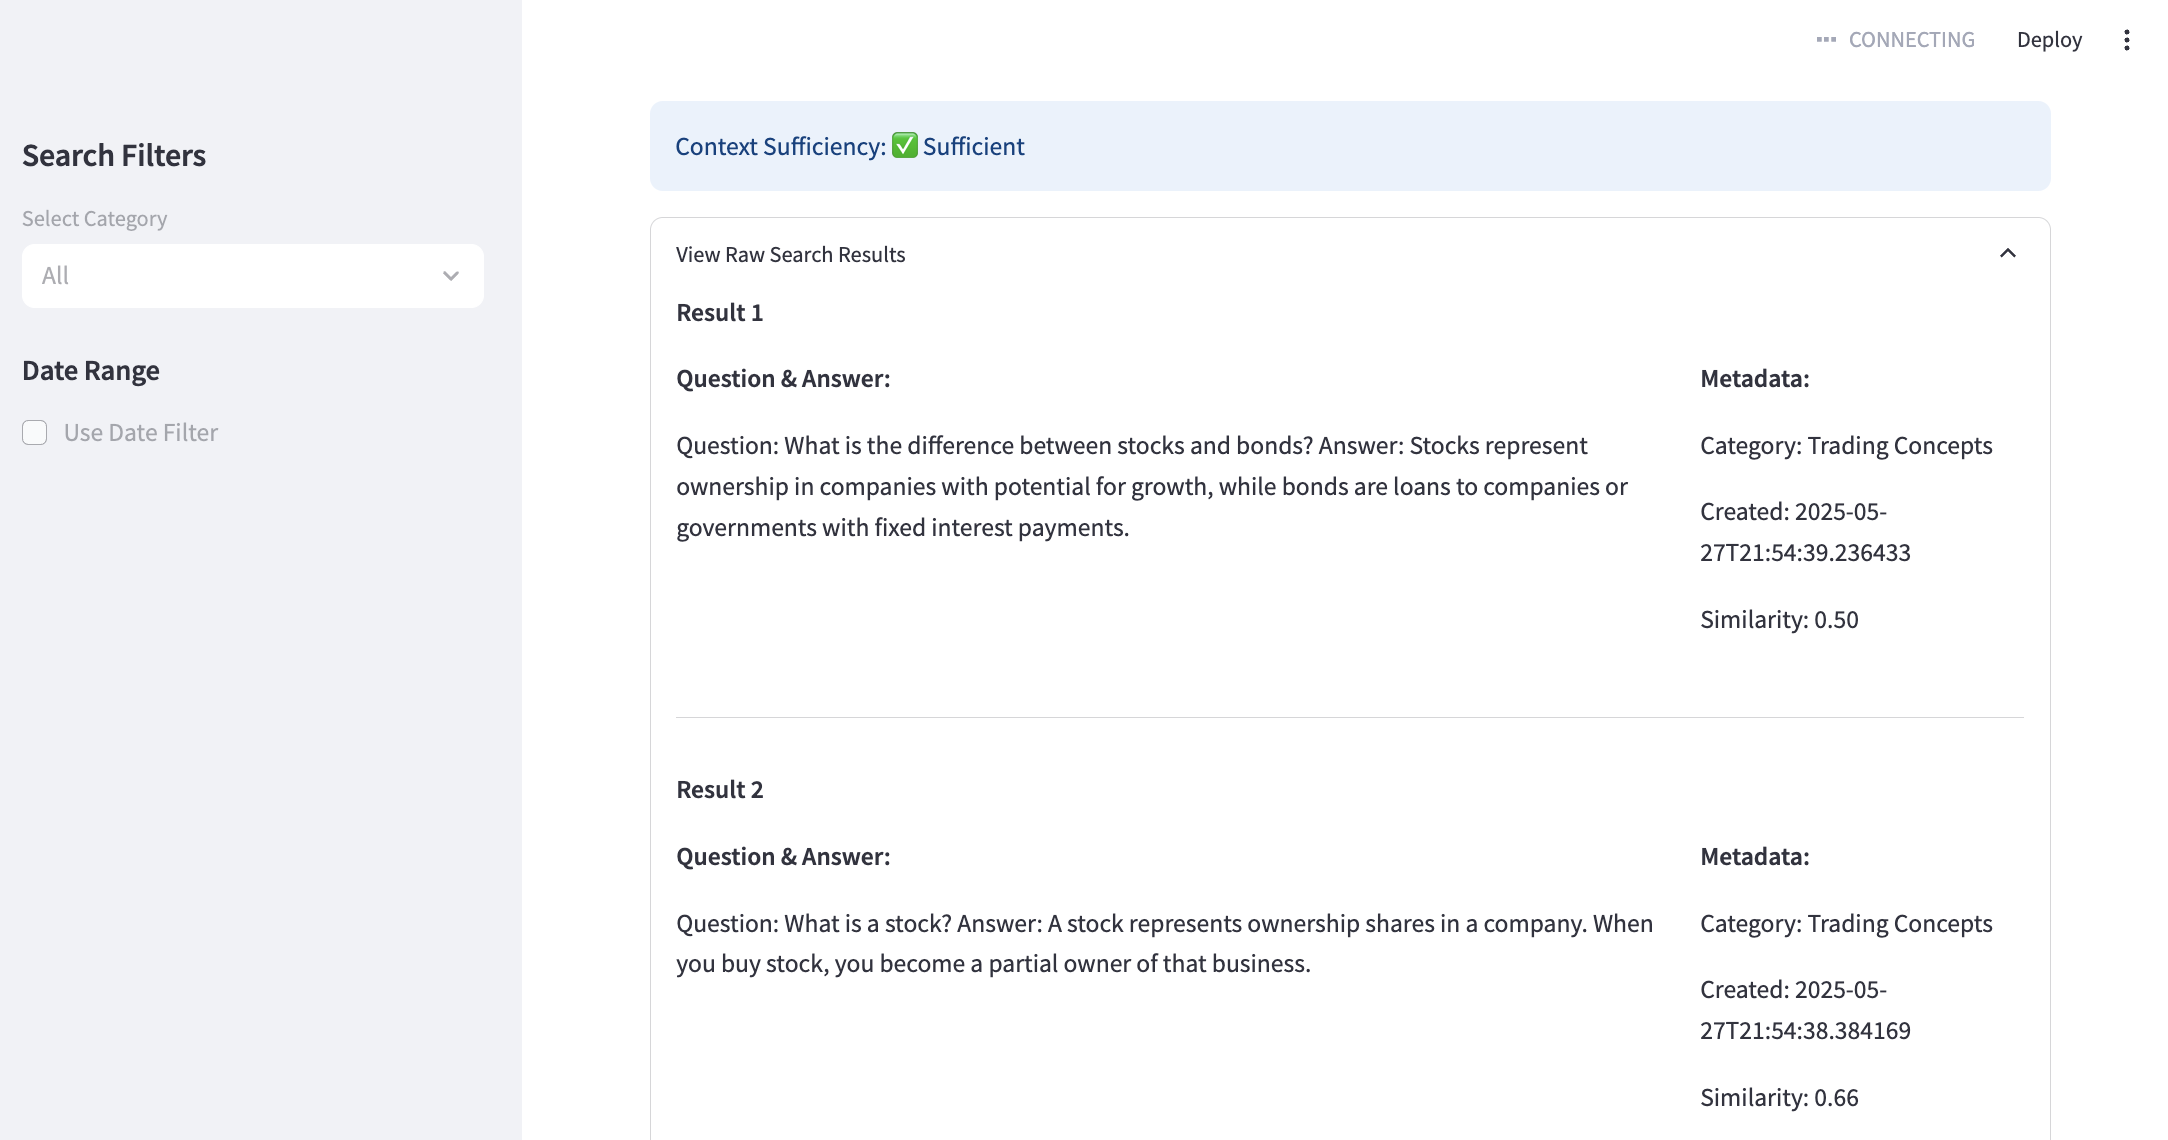 CONNECTING
Deploy
Search Filters
Select Category
All
Date Range
Use Date Filter
Context Sufficiency: ✅ Sufficient
View Raw Search Results
Result 1
Question & Answer:
Question: What is the difference between stocks and bonds? Answer: Stocks represent
ownership in companies with potential for growth, while bonds are loans to companies or
governments with fixed interest payments.
Metadata:
Category: Trading Concepts
Created: 2025-05-
27T21:54:39.236433
Similarity: 0.50
Result 2
Question & Answer:
Question: What is a stock? Answer: A stock represents ownership shares in a company. When
you buy stock, you become a partial owner of that business.
Metadata:
Category: Trading Concepts
Created: 2025-05-
27T21:54:38.384169
Similarity: 0.66